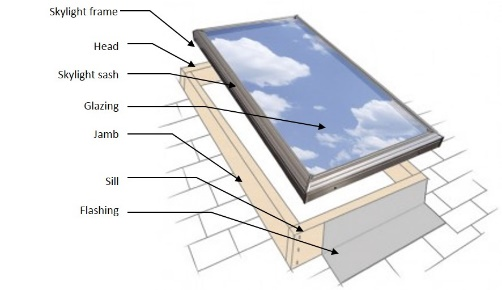 Skylight frame
Head
Skylight sash
Glazing
Jamb
Sill
Flashing